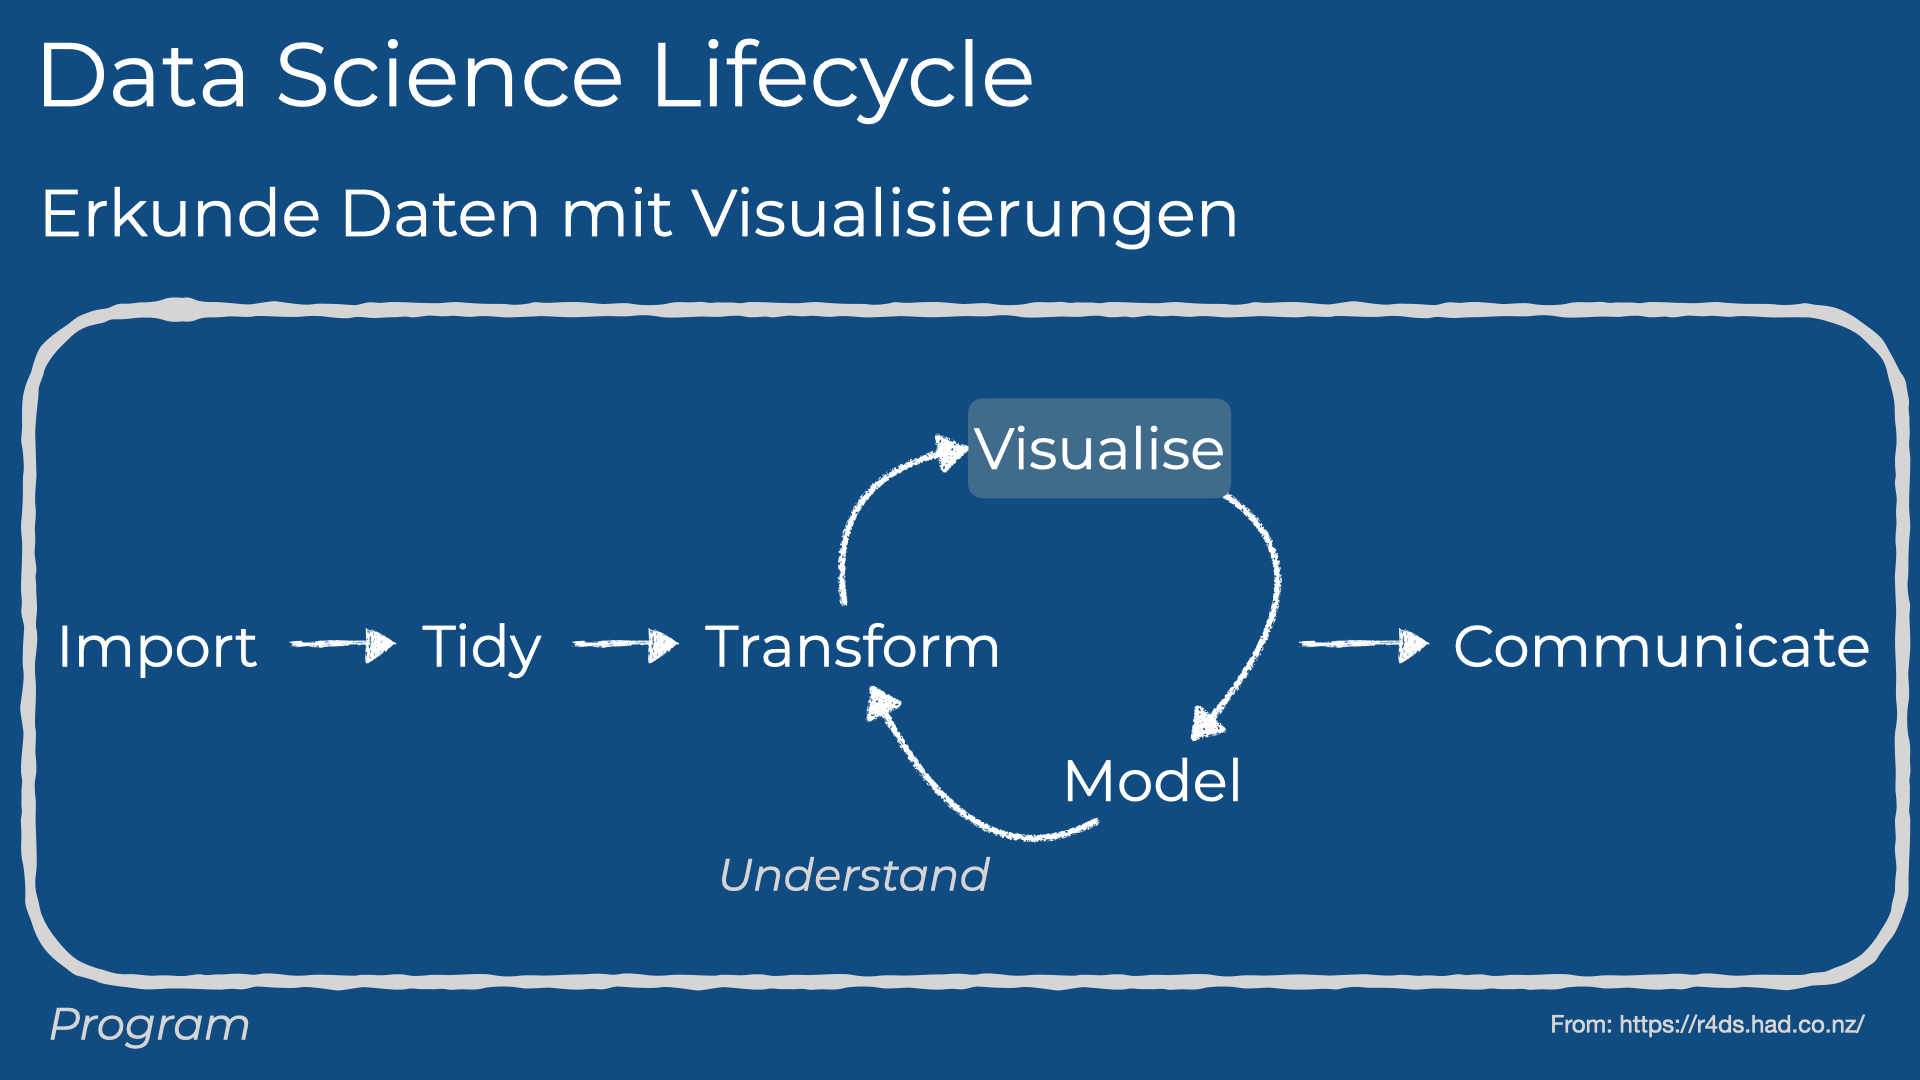 Data Science Lifecycle
Erkunde Daten mit Visualisierungen
Visualise
Import
Tidy
Transform
Communicate
Model
Understand
Program
From: https://r4ds.had.co.nz/